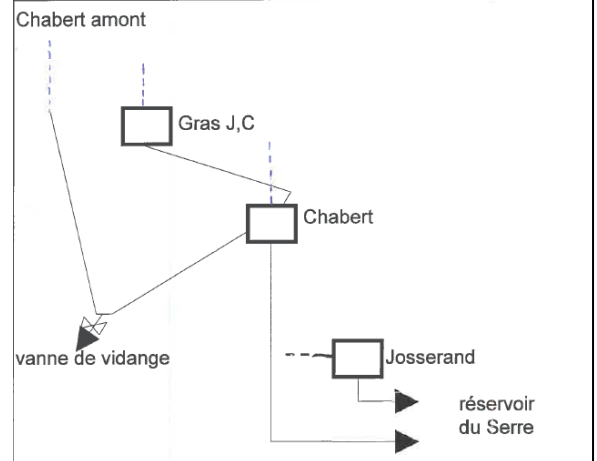 Chabert amont
Gras J,C
Chabert
vanne de vidange
Josserand
réservoir
du Serre